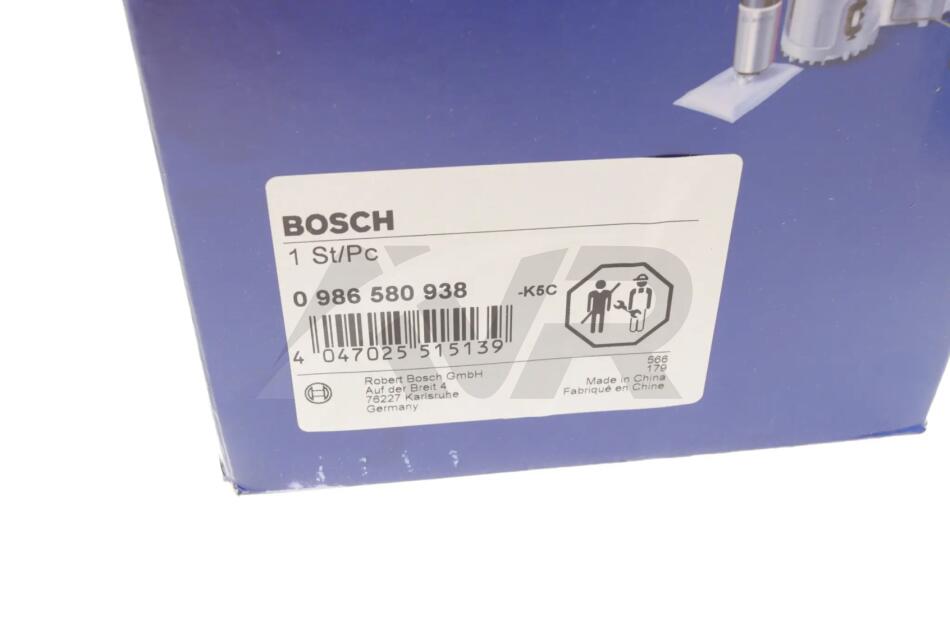 BOSCH
1 St/Pc
0 986 580 938
-K5C
4 047025 515139
566
179
Robert Bosch GmbH
Auf der Breit 4
76227 Karlsruhe
Germany
Made in China
Fabriqué en Chine
AVR